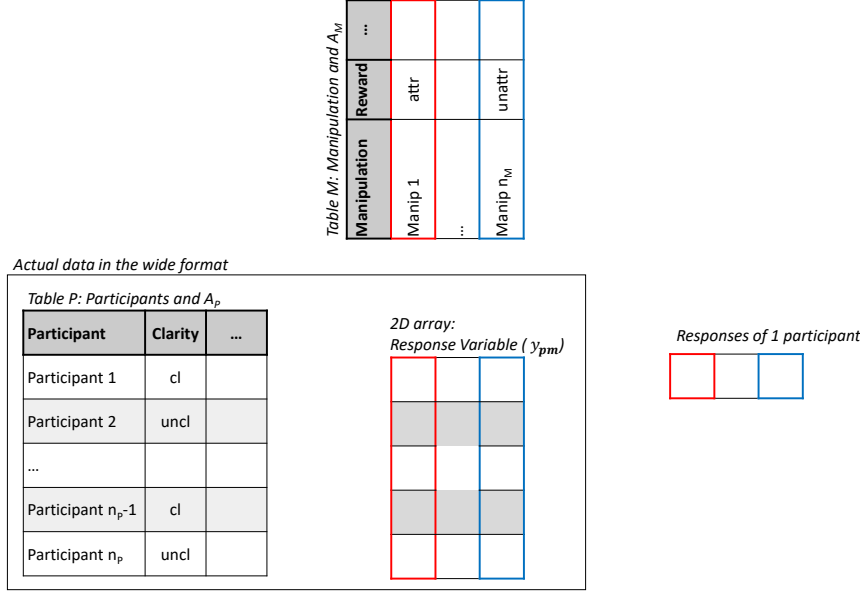 Table M: Manipulation and A_M
Manipulation Reward ...
Manip 1 attr
...
Manip n_M unattr
Actual data in the wide format
Table P: Participants and A_P
Participant Clarity ...
Participant 1 cl
Participant 2 uncl
...
Participant n_P-1 cl
Participant n_P uncl
2D array:
Response Variable ( y_pm)
Responses of 1 participant